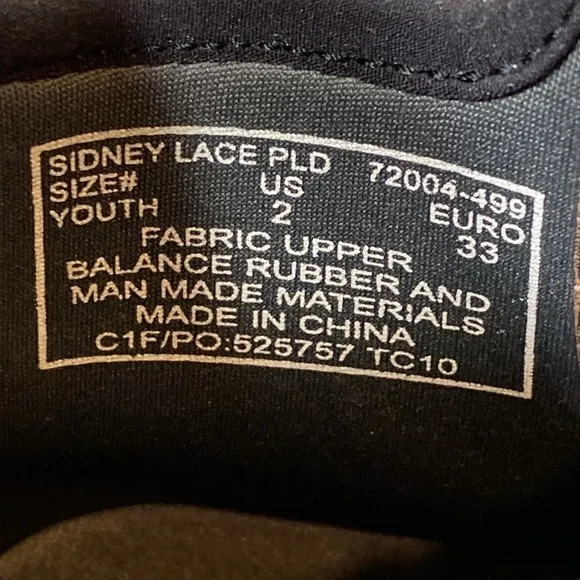 SIDNEY LACE PLD 72004-499
SIZE# US EURO
YOUTH 2 33
FABRIC UPPER
BALANCE RUBBER AND
MAN MADE MATERIALS
MADE IN CHINA
C1F/PO:525757 TC10